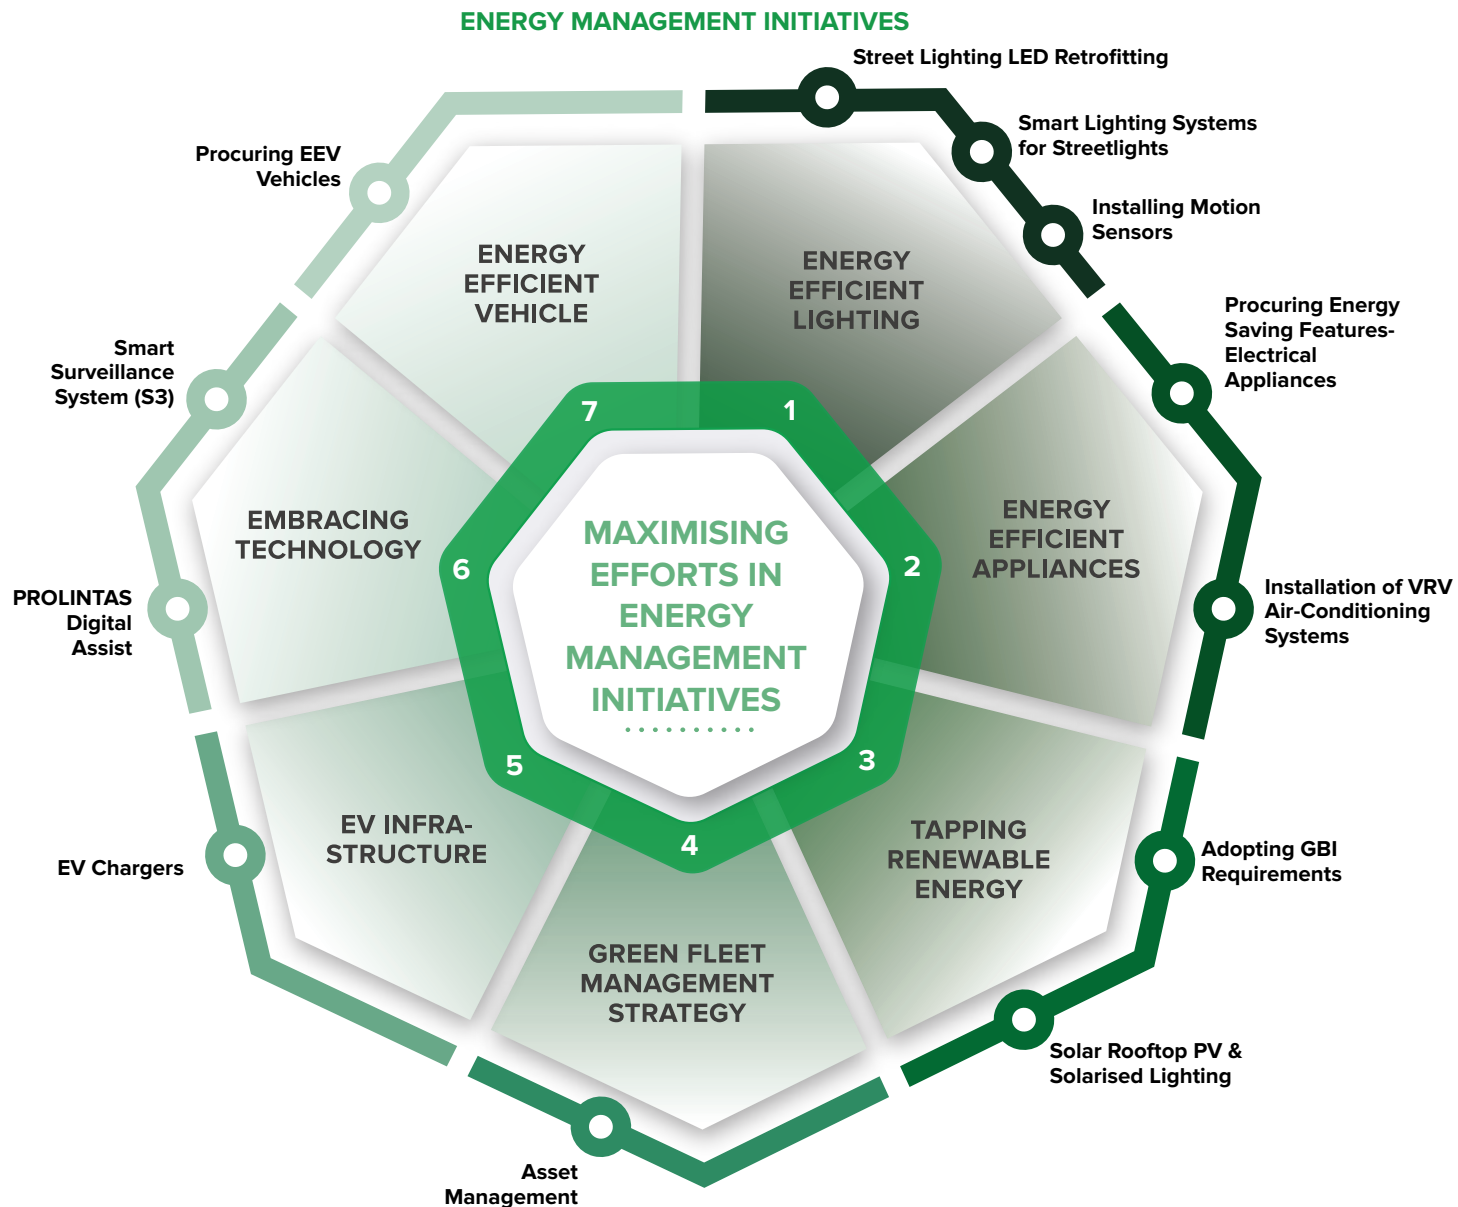 ENERGY MANAGEMENT INITIATIVES
Street Lighting LED Retrofitting
Smart Lighting Systems
for Streetlights
Installing Motion
Sensors
Procuring Energy
Saving Features-
Electrical
Appliances
Installation of VRV
Air-Conditioning
Systems
Adopting GBI
Requirements
Solar Rooftop PV &
Solarised Lighting
Asset
Management
EV Chargers
PROLINTAS
Digital
Assist
Smart
Surveillance
System (S3)
Procuring EEV
Vehicles
ENERGY
EFFICIENT
LIGHTING
1
ENERGY
EFFICIENT
APPLIANCES
2
TAPPING
RENEWABLE
ENERGY
3
GREEN FLEET
MANAGEMENT
STRATEGY
4
EV INFRA-
STRUCTURE
5
EMBRACING
TECHNOLOGY
6
ENERGY
EFFICIENT
VEHICLE
7
MAXIMISING
EFFORTS IN
ENERGY
MANAGEMENT
INITIATIVES